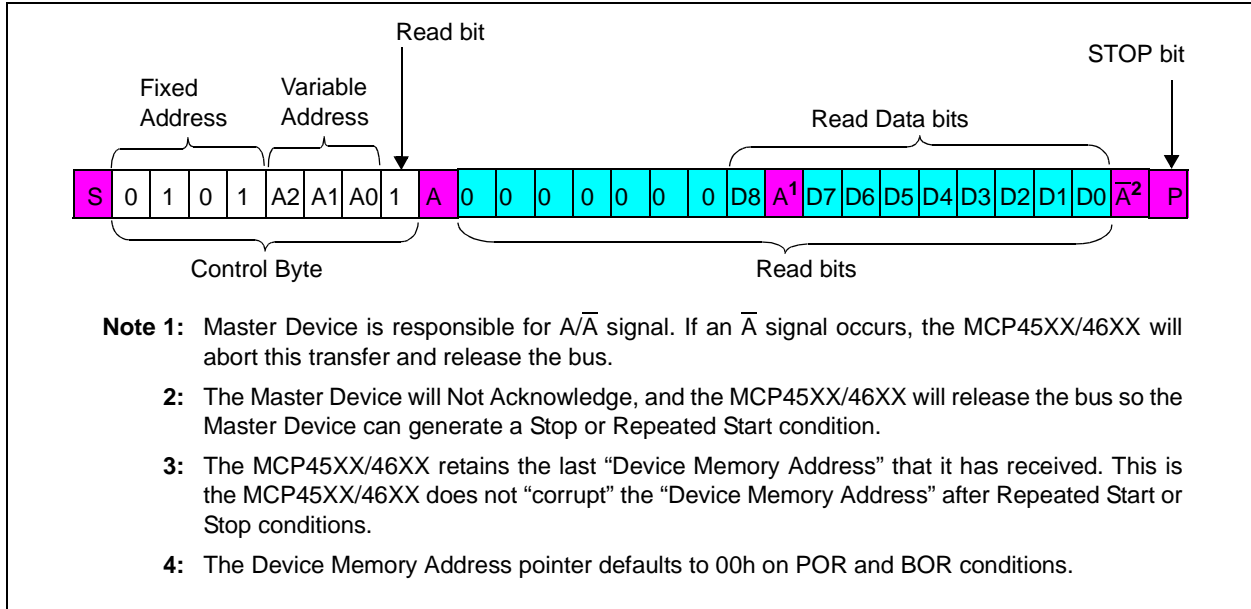 Read bit
STOP bit
Fixed Address
Variable Address
Read Data bits
S 0 1 0 1 A2 A1 A0 1 A 0 0 0 0 0 0 0 D8 A¹ D7 D6 D5 D4 D3 D2 D1 D0 A̅² P
Control Byte
Read bits
Note 1: Master Device is responsible for A/A̅ signal. If an A̅ signal occurs, the MCP45XX/46XX will
abort this transfer and release the bus.
2: The Master Device will Not Acknowledge, and the MCP45XX/46XX will release the bus so the
Master Device can generate a Stop or Repeated Start condition.
3: The MCP45XX/46XX retains the last “Device Memory Address” that it has received. This is
the MCP45XX/46XX does not “corrupt” the “Device Memory Address” after Repeated Start or
Stop conditions.
4: The Device Memory Address pointer defaults to 00h on POR and BOR conditions.